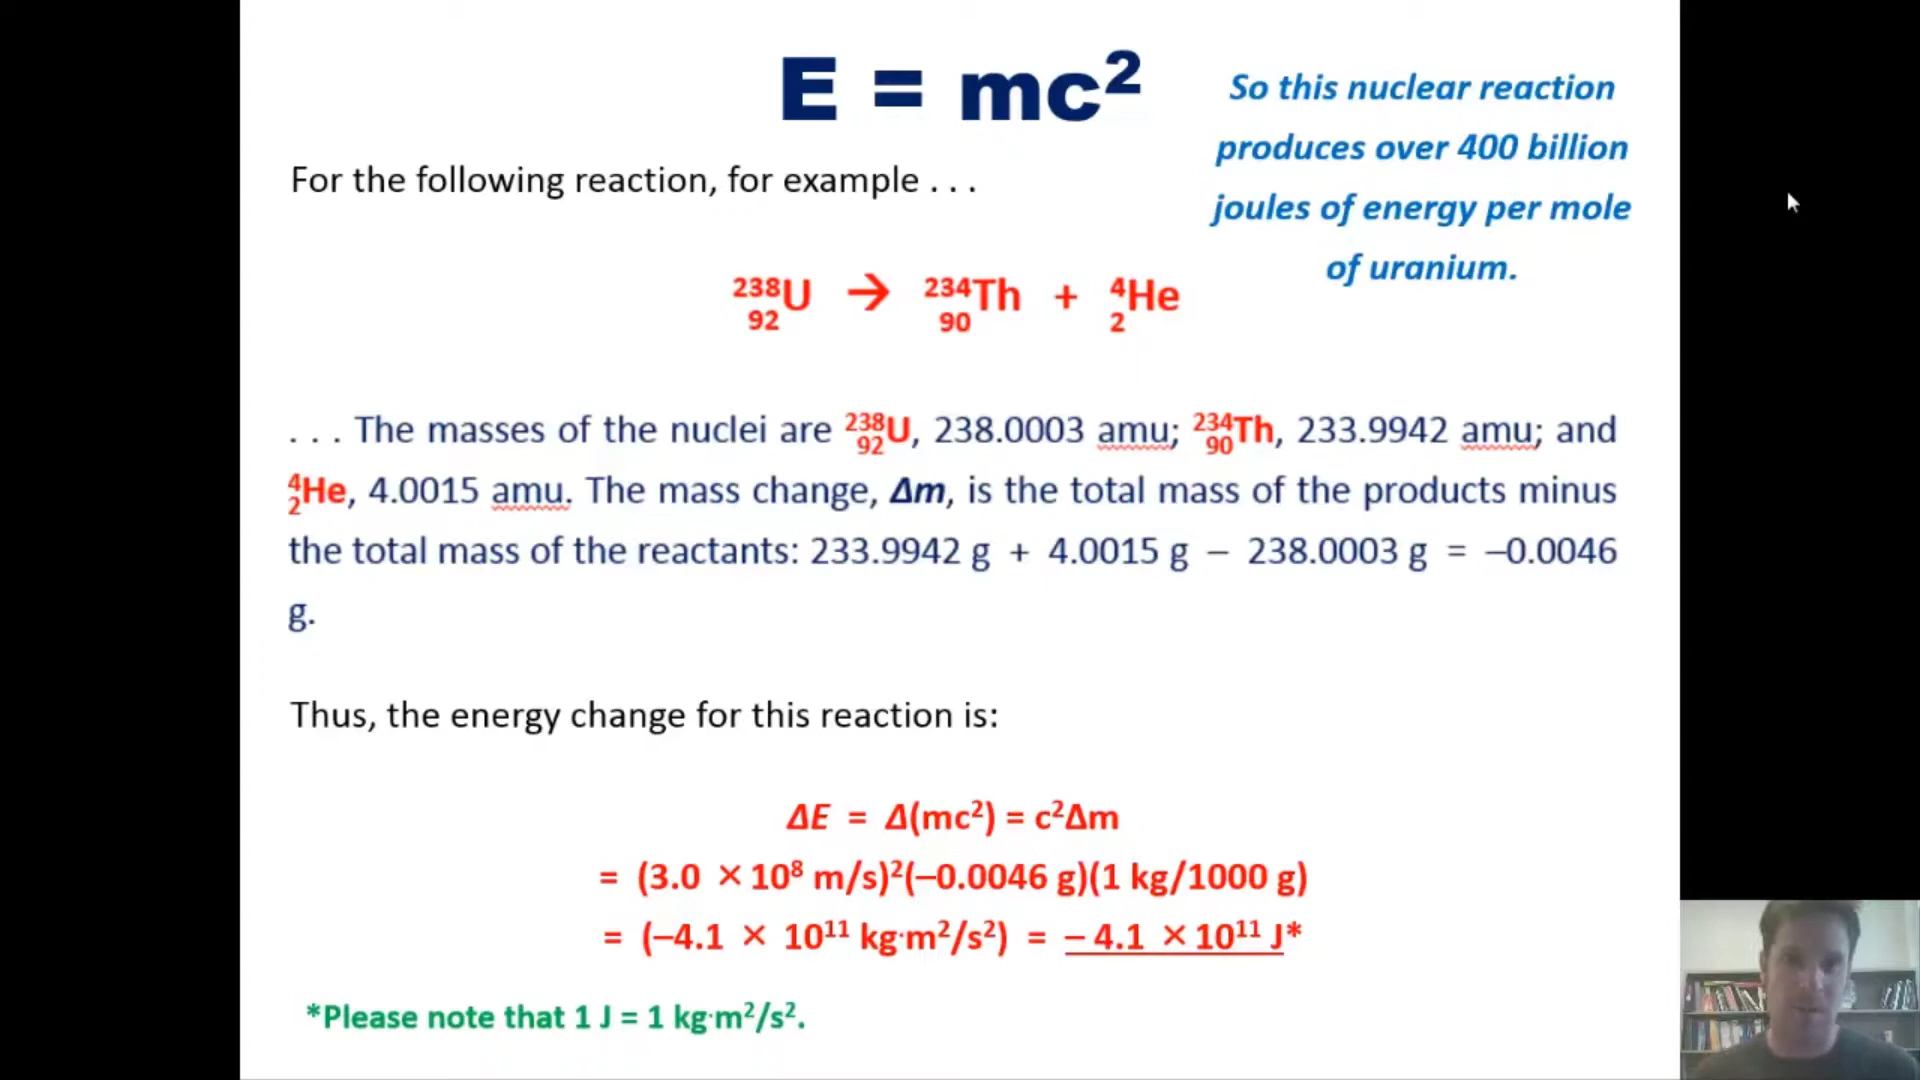 E = mc²
So this nuclear reaction
produces over 400 billion
joules of energy per mole
of uranium.
For the following reaction, for example . . .
²³⁸₉₂U → ²³⁴₉₀Th + ⁴₂He
. . . The masses of the nuclei are ²³⁸₉₂U, 238.0003 amu; ²³⁴₉₀Th, 233.9942 amu; and
⁴₂He, 4.0015 amu. The mass change, Δm, is the total mass of the products minus
the total mass of the reactants: 233.9942 g + 4.0015 g – 238.0003 g = –0.0046
g.
Thus, the energy change for this reaction is:
ΔE = Δ(mc²) = c²Δm
= (3.0 × 10⁸ m/s)²(–0.0046 g)(1 kg/1000 g)
= (–4.1 × 10¹¹ kg·m²/s²) = – 4.1 × 10¹¹ J*
*Please note that 1 J = 1 kg·m²/s².